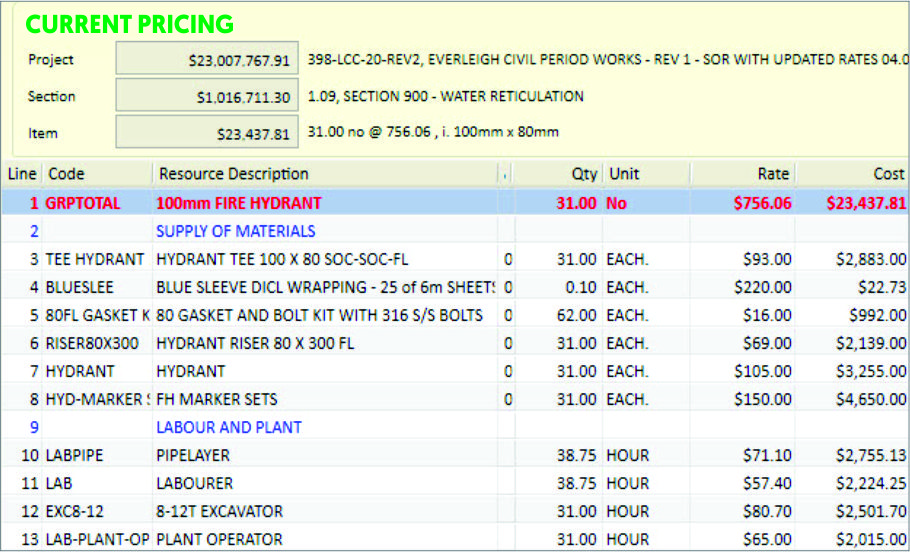 CURRENT PRICING
Project $23,007,767.91 398-LCC-20-REV2, EVERLEIGH CIVIL PERIOD WORKS - REV 1 - SOR WITH UPDATED RATES 04.0
Section $1,016,711.30 1.09, SECTION 900 - WATER RETICULATION
Item $23,437.81 31.00 no @ 756.06 , i. 100mm x 80mm
Line Code Resource Description Qty Unit Rate Cost
1 GRPTOTAL 100mm FIRE HYDRANT 31.00 No $756.06 $23,437.81
2 SUPPLY OF MATERIALS
3 TEE HYDRANT HYDRANT TEE 100 X 80 SOC-SOC-FL 0 31.00 EACH. $93.00 $2,883.00
4 BLUESLEE BLUE SLEEVE DICL WRAPPING - 25 of 6m SHEETS 0 0.10 EACH. $220.00 $22.73
5 80FL GASKET K 80 GASKET AND BOLT KIT WITH 316 S/S BOLTS 0 62.00 EACH. $16.00 $992.00
6 RISER80X300 HYDRANT RISER 80 X 300 FL 0 31.00 EACH. $69.00 $2,139.00
7 HYDRANT HYDRANT 0 31.00 EACH. $105.00 $3,255.00
8 HYD-MARKER FH MARKER SETS 0 31.00 EACH. $150.00 $4,650.00
9 LABOUR AND PLANT
10 LABPIPE PIPELAYER 38.75 HOUR $71.10 $2,755.13
11 LAB LABOURER 38.75 HOUR $57.40 $2,224.25
12 EXC8-12 8-12T EXCAVATOR 31.00 HOUR $80.70 $2,501.70
13 LAB-PLANT-OP PLANT OPERATOR 31.00 HOUR $65.00 $2,015.00